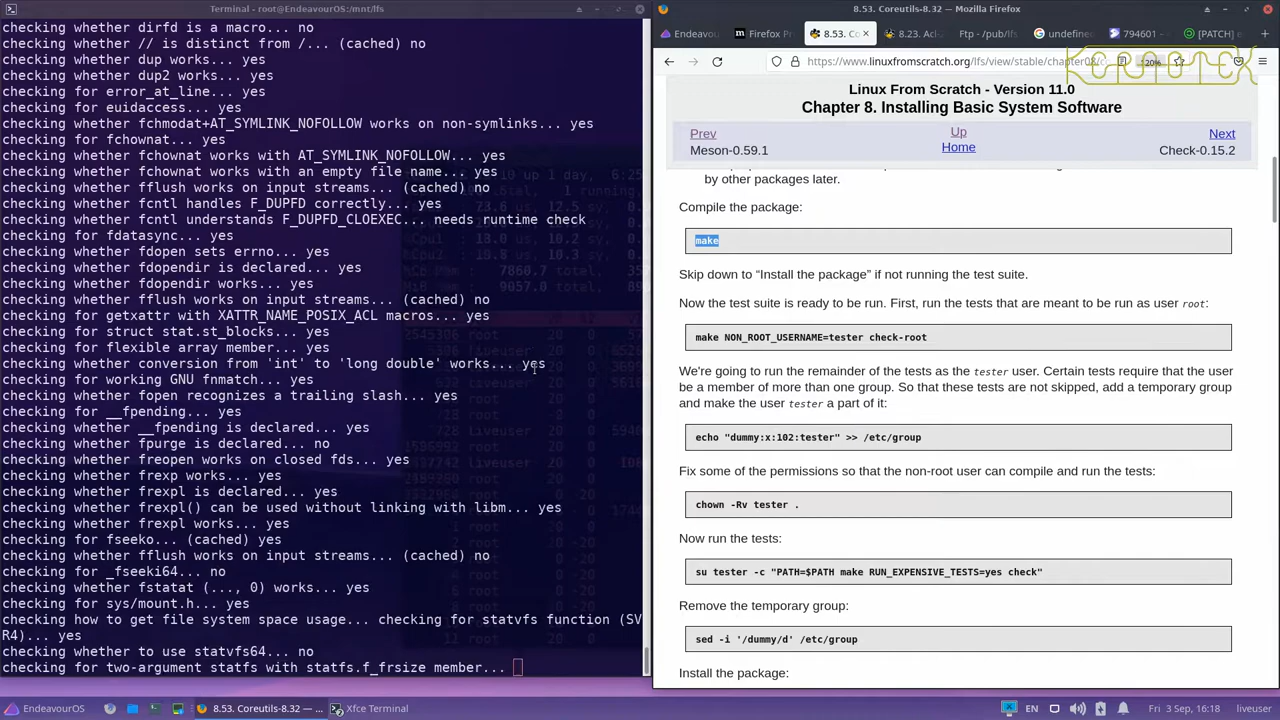 Terminal - root@EndeavourOS:/mnt/lfs
checking whether dirfd is a macro... no
checking whether // is distinct from /... (cached) no
checking whether dup works... yes
checking whether dup2 works... yes
checking for error_at_line... yes
checking for euidaccess... yes
checking whether fchmodat+AT_SYMLINK_NOFOLLOW works on non-symlinks... yes
checking for fchownat... yes
checking whether fchownat works with AT_SYMLINK_NOFOLLOW... yes
checking whether fchownat works with an empty file name... yes
checking whether fflush works on input streams... (cached) no
checking whether fcntl handles F_DUPFD correctly... yes
checking whether fcntl understands F_DUPFD_CLOEXEC... needs runtime check
checking for fdatasync... yes
checking whether fdopen sets errno... yes
checking whether fdopendir is declared... yes
checking whether fdopendir works... yes
checking whether fflush works on input streams... (cached) no
checking for getxattr with XATTR_NAME_POSIX_ACL macros... yes
checking for struct stat.st_blocks... yes
checking for flexible array member... yes
checking whether conversion from 'int' to 'long double' works... yes
checking for working GNU fnmatch... yes
checking whether fopen recognizes a trailing slash... yes
checking for __fpending... yes
checking whether __fpending is declared... yes
checking whether fpurge is declared... no
checking whether freopen works on closed fds... yes
checking whether frexp works... yes
checking whether frexpl is declared... yes
checking whether frexpl() can be used without linking with libm... yes
checking whether frexpl works... yes
checking for fseeko... (cached) yes
checking whether fflush works on input streams... (cached) no
checking for _fseeki64... no
checking whether fstatat (..., 0) works... yes
checking for sys/mount.h... yes
checking how to get file system space usage... checking for statvfs function (SV
R4)... yes
checking whether to use statvfs64... no
checking for two-argument statfs with statfs.f_frsize member...
8.53. Coreutils-8.32 — Mozilla Firefox
Endeavou
Firefox Pr
8.53. Co
8.23. Acl-
Ftp - /pub/lfs
undefinec
794601 -
[PATCH]
https://www.linuxfromscratch.org/lfs/view/stable/chapter08/c
120%
Linux From Scratch - Version 11.0
Chapter 8. Installing Basic System Software
Prev
Up
Next
Meson-0.59.1
Home
Check-0.15.2
by other packages later.
Compile the package:
make
Skip down to “Install the package” if not running the test suite.
Now the test suite is ready to be run. First, run the tests that are meant to be run as user root:
make NON_ROOT_USERNAME=tester check-root
We're going to run the remainder of the tests as the tester user. Certain tests require that the user
be a member of more than one group. So that these tests are not skipped, add a temporary group
and make the user tester a part of it:
echo "dummy:x:102:tester" >> /etc/group
Fix some of the permissions so that the non-root user can compile and run the tests:
chown -Rv tester .
Now run the tests:
su tester -c "PATH=$PATH make RUN_EXPENSIVE_TESTS=yes check"
Remove the temporary group:
sed -i '/dummy/d' /etc/group
Install the package:
EndeavourOS
8.53. Coreutils-8.32 — ...
Xfce Terminal
EN
Fri 3 Sep, 16:18
liveuser